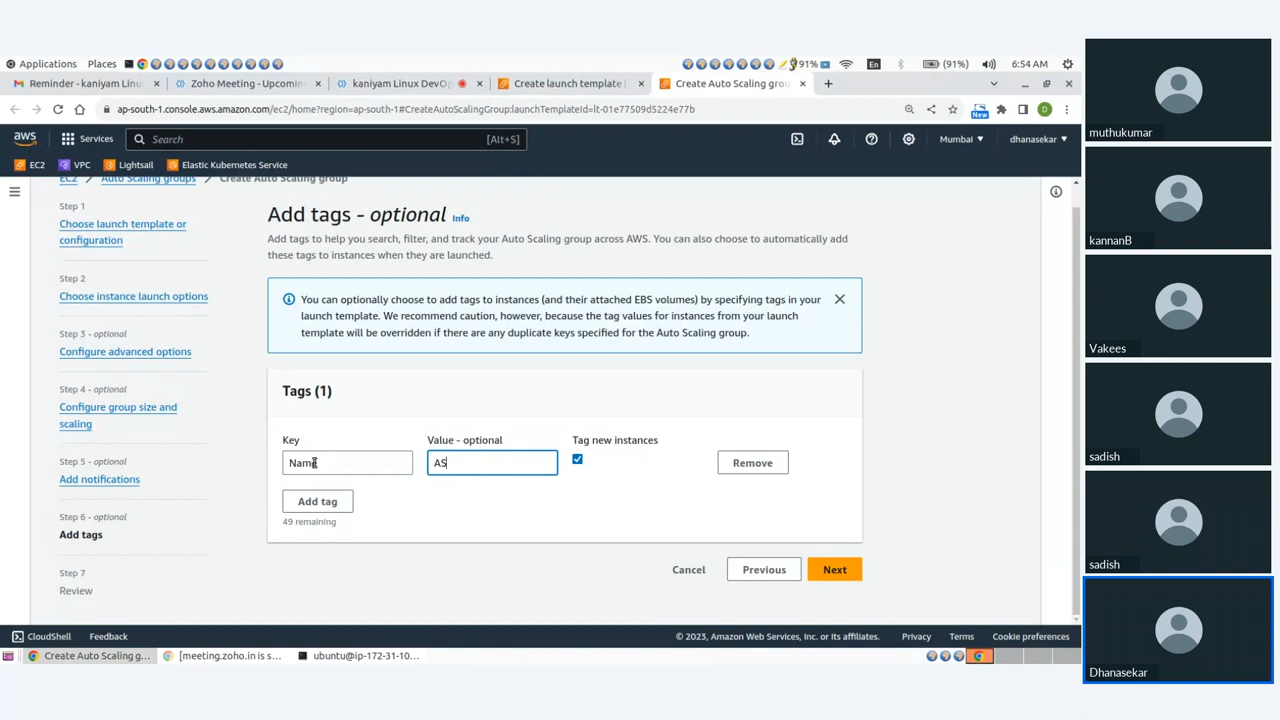 Applications Places 91% En (91%) 6:54 AM
Reminder - kaniyam Linu Zoho Meeting - Upcomin kaniyam Linux DevO Create launch template Create Auto Scaling grou
ap-south-1.console.aws.amazon.com/ec2/home?region=ap-south-1#CreateAutoScalingGroup:launchTemplateId=lt-01e77509d5224e77b
New
D
aws Services Search [Alt+S] Mumbai dhanasekar
EC2 VPC Lightsail Elastic Kubernetes Service
EC2 Auto Scaling groups Create Auto Scaling group
Step 1
Choose launch template or
configuration
Step 2
Choose instance launch options
Step 3 - optional
Configure advanced options
Step 4 - optional
Configure group size and
scaling
Step 5 - optional
Add notifications
Step 6 - optional
Add tags
Step 7
Review
Add tags - optional Info
Add tags to help you search, filter, and track your Auto Scaling group across AWS. You can also choose to automatically add
these tags to instances when they are launched.
You can optionally choose to add tags to instances (and their attached EBS volumes) by specifying tags in your
launch template. We recommend caution, however, because the tag values for instances from your launch
template will be overridden if there are any duplicate keys specified for the Auto Scaling group.
Tags (1)
Key Value - optional Tag new instances
Name AS Remove
Add tag
49 remaining
Cancel Previous Next
CloudShell Feedback © 2023, Amazon Web Services, Inc. or its affiliates. Privacy Terms Cookie preferences
Create Auto Scaling g... [meeting.zoho.in is s... ubuntu@ip-172-31-10...
muthukumar
kannanB
Vakees
sadish
sadish
Dhanasekar